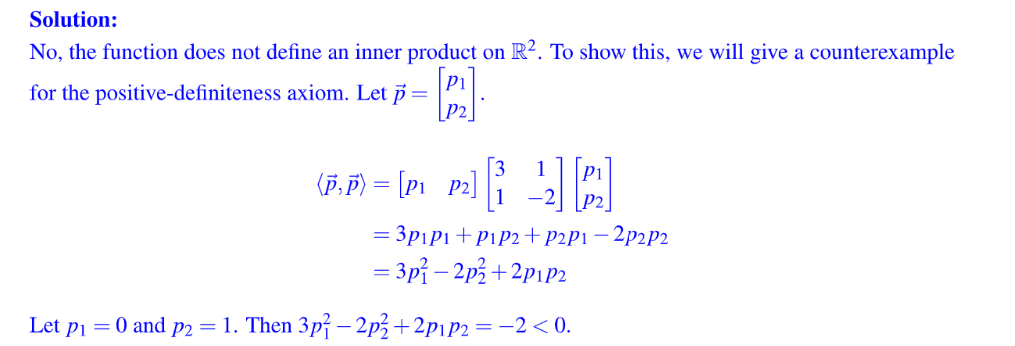 Solution:
No, the function does not define an inner product on ℝ². To show this, we will give a counterexample
for the positive-definiteness axiom. Let p⃗ = [p₁ p₂].
⟨p⃗, p⃗⟩ = [p₁ p₂] [3 1; 1 −2] [p₁; p₂]
= 3p₁p₁ + p₁p₂ + p₂p₁ − 2p₂p₂
= 3p₁² − 2p₂² + 2p₁p₂
Let p₁ = 0 and p₂ = 1. Then 3p₁² − 2p₂² + 2p₁p₂ = −2 < 0.